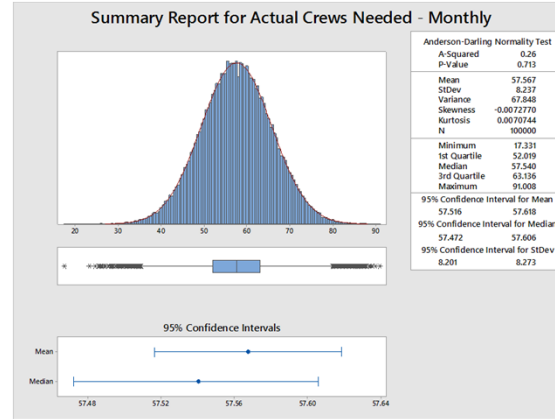 Summary Report for Actual Crews Needed - Monthly
20 30 40 50 60 70 80 90
Anderson-Darling Normality Test
A-Squared 0.26
P-Value 0.713
Mean 57.567
StDev 8.237
Variance 67.848
Skewness -0.0072770
Kurtosis 0.0070744
N 100000
Minimum 17.331
1st Quartile 52.019
Median 57.540
3rd Quartile 63.136
Maximum 91.008
95% Confidence Interval for Mean
57.516 57.618
95% Confidence Interval for Median
57.472 57.606
95% Confidence Interval for StDev
8.201 8.273
95% Confidence Intervals
Mean
Median
57.48 57.52 57.56 57.60 57.64